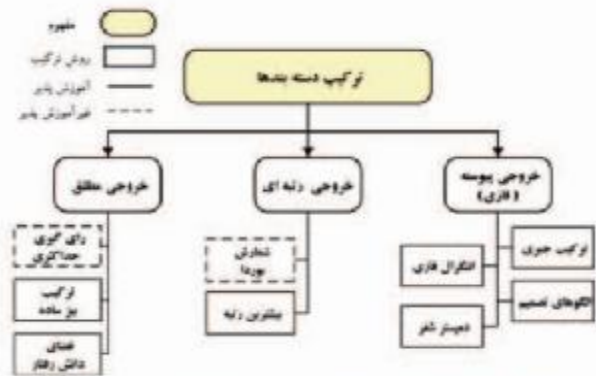 مفهوم
روش ترکیب
آموزش پذیر
غیرآموزش پذیر
ترکیب دسته بندها
خروجی پیوسته
(فازی)
خروجی رتبه ای
خروجی مطلق
ترکیب جبری
انتگرال فازی
الگوهای تصمیم
دمپستر شفر
شمارش
بوردا
بیشترین رتبه
رای گیری
حداکثری
ترکیب
بیز ساده
فضای
دانش رفتار